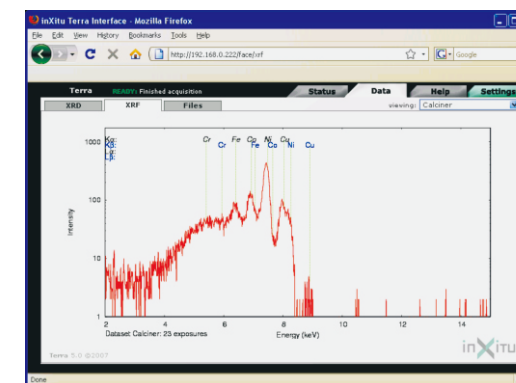 inXitu Terra Interface - Mozilla Firefox
File Edit View History Bookmarks Tools Help
http://192.168.0.222/face/xrf
Google
Terra READY: Finished acquisition Status Data Help Settings
XRD XRF Files viewing: Calciner
Kα: Cr Fe Co Ni Cu
Kβ: Cr Fe Co Ni Cu
Lα:
Lβ:
1000
100
10
1
Intensity
2 4 6 8 10 12 14
Dataset Calciner: 23 exposures Energy (keV)
Terra 5.0 ©2007 inXitu
Done